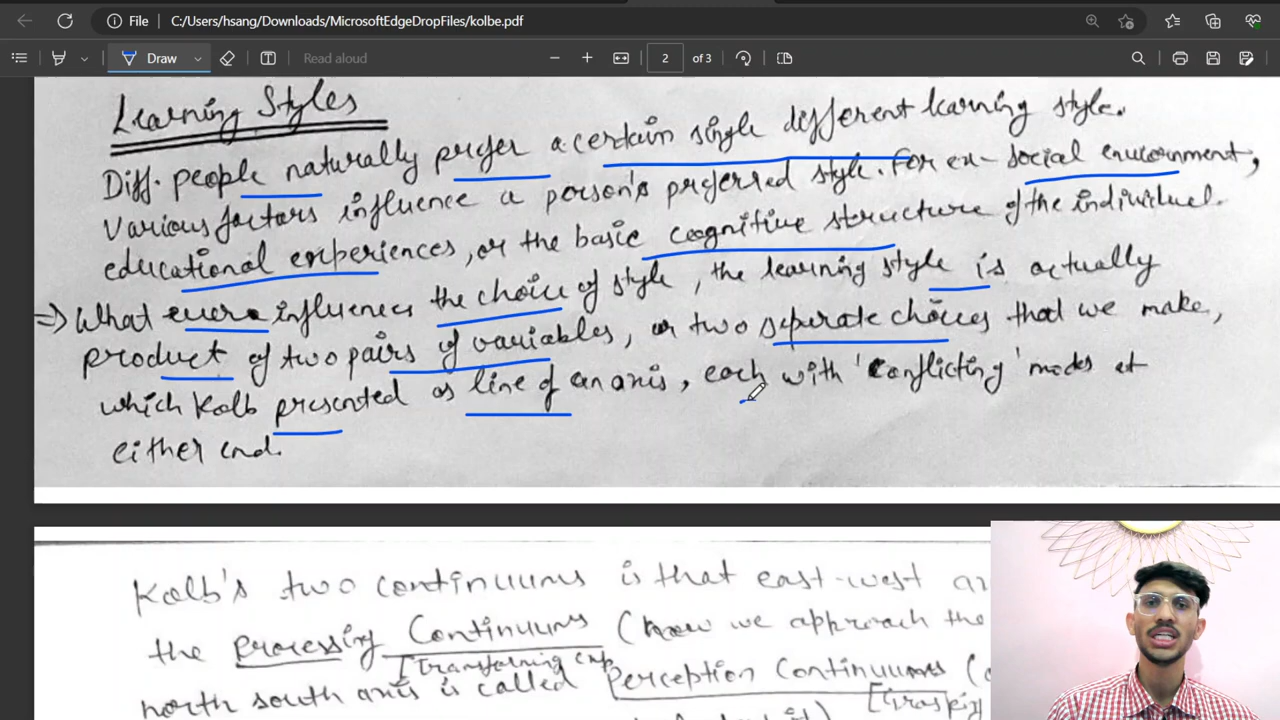 File C:/Users/hsang/Downloads/MicrosoftEdgeDropFiles/kolbe.pdf
Draw Read aloud 2 of 3
Learning Styles
Diff. people naturally prefer a certain single different learning style.
Various factors influence a person's preferred style. For ex- social environment,
educational experiences, or the basic cognitive structure of the individual.
=> What ever influences the choice of style, the learning style is actually
product of two pairs of variables, or two seperate choices that we make,
which Kolb presented as line of an axis, each with 'Conflicting' modes at
either end.
Kolb's two continuums is that east-west
the Processing Continuums (how we approach the
[Transforming exp
north south axis is called Perception Continuums (